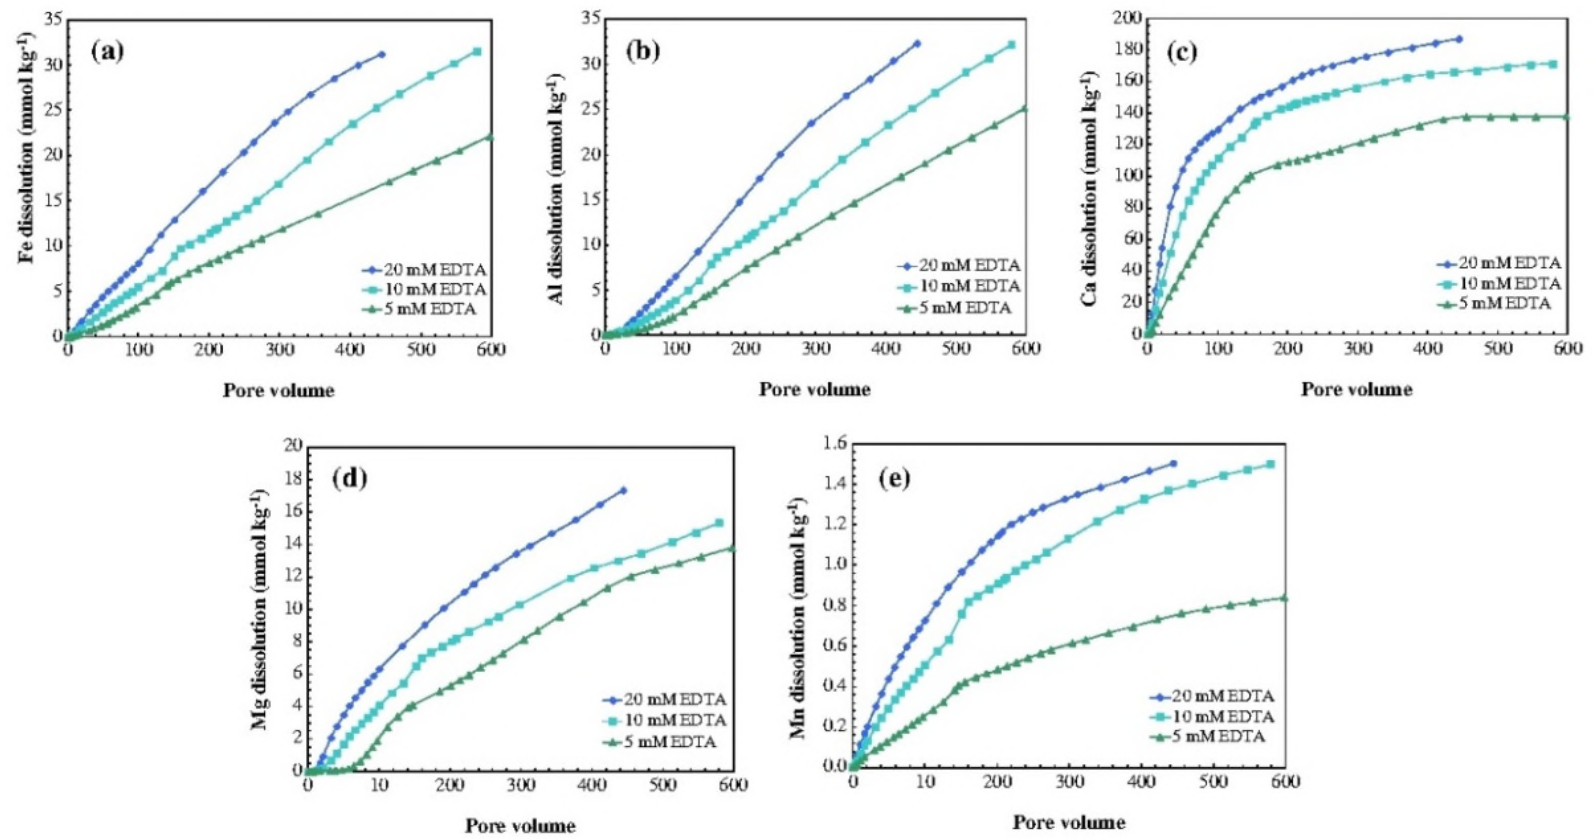 (a)
Fe dissolution (mmol kg-1)
35
30
25
20
15
10
5
0
0 100 200 300 400 500 600
Pore volume
20 mM EDTA
10 mM EDTA
5 mM EDTA
(b)
Al dissolution (mmol kg-1)
35
30
25
20
15
10
5
0
0 100 200 300 400 500 600
Pore volume
20 mM EDTA
10 mM EDTA
5 mM EDTA
(c)
Ca dissolution (mmol kg-1)
200
180
160
140
120
100
80
60
40
20
0
0 100 200 300 400 500 600
Pore volume
20 mM EDTA
10 mM EDTA
5 mM EDTA
(d)
Mg dissolution (mmol kg-1)
20
18
16
14
12
10
8
6
4
2
0
0 10 200 300 400 500 600
Pore volume
20 mM EDTA
10 mM EDTA
5 mM EDTA
(e)
Mn dissolution (mmol kg-1)
1.6
1.4
1.2
1.0
0.8
0.6
0.4
0.2
0.0
0 10 200 300 400 500 600
Pore volume
20 mM EDTA
10 mM EDTA
5 mM EDTA